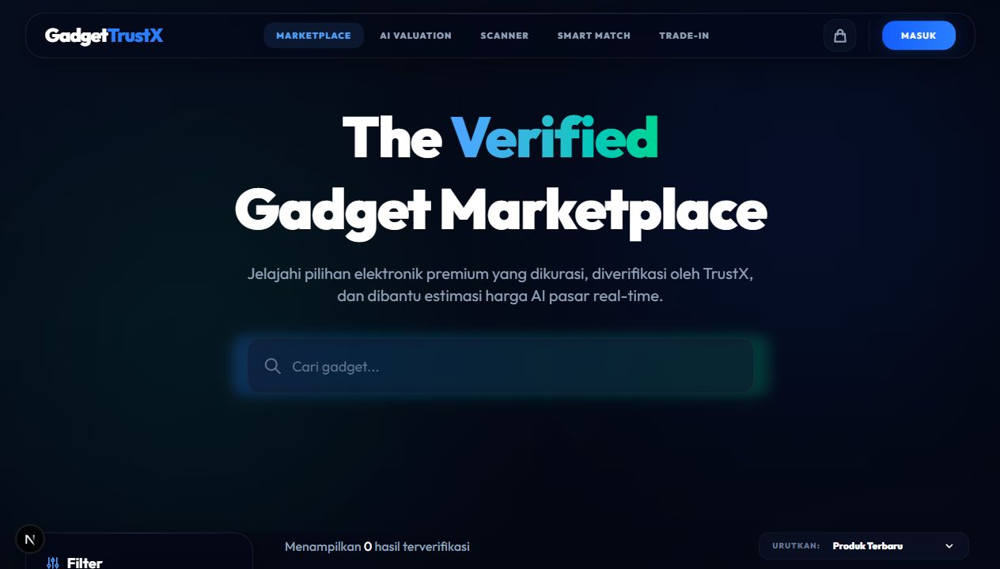 GadgetTrustX
MARKETPLACE AI VALUATION SCANNER SMART MATCH TRADE-IN MASUK
The Verified
Gadget Marketplace
Jelajahi pilihan elektronik premium yang dikurasi, diverifikasi oleh TrustX,
dan dibantu estimasi harga AI pasar real-time.
Cari gadget...
N
Filter
Menampilkan 0 hasil terverifikasi
URUTKAN: Produk Terbaru